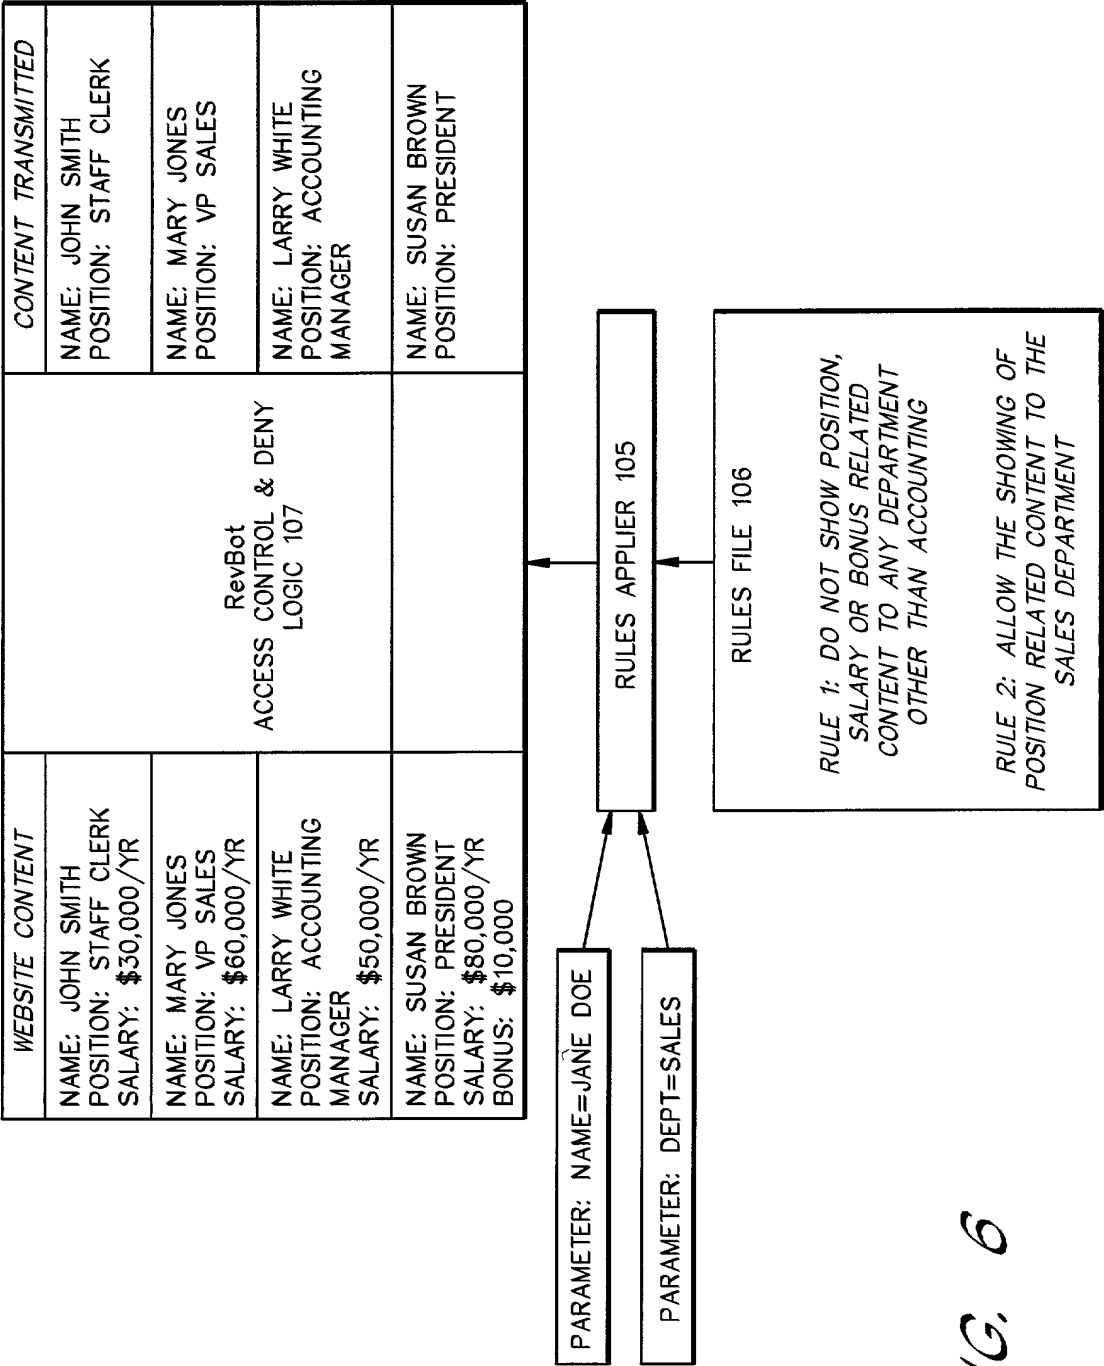 WEBSITE CONTENT
NAME: JOHN SMITH
POSITION: STAFF CLERK
SALARY: $30,000/YR
NAME: MARY JONES
POSITION: VP SALES
SALARY: $60,000/YR
NAME: LARRY WHITE
POSITION: ACCOUNTING
MANAGER
SALARY: $50,000/YR
NAME: SUSAN BROWN
POSITION: PRESIDENT
SALARY: $80,000/YR
BONUS: $10,000
RevBot
ACCESS CONTROL & DENY
LOGIC 107
CONTENT TRANSMITTED
NAME: JOHN SMITH
POSITION: STAFF CLERK
NAME: MARY JONES
POSITION: VP SALES
NAME: LARRY WHITE
POSITION: ACCOUNTING
MANAGER
NAME: SUSAN BROWN
POSITION: PRESIDENT
PARAMETER: NAME=JANE DOE
PARAMETER: DEPT=SALES
RULES APPLIER 105
RULES FILE 106
RULE 1: DO NOT SHOW POSITION,
SALARY OR BONUS RELATED
CONTENT TO ANY DEPARTMENT
OTHER THAN ACCOUNTING
RULE 2: ALLOW THE SHOWING OF
POSITION RELATED CONTENT TO THE
SALES DEPARTMENT
G. 6